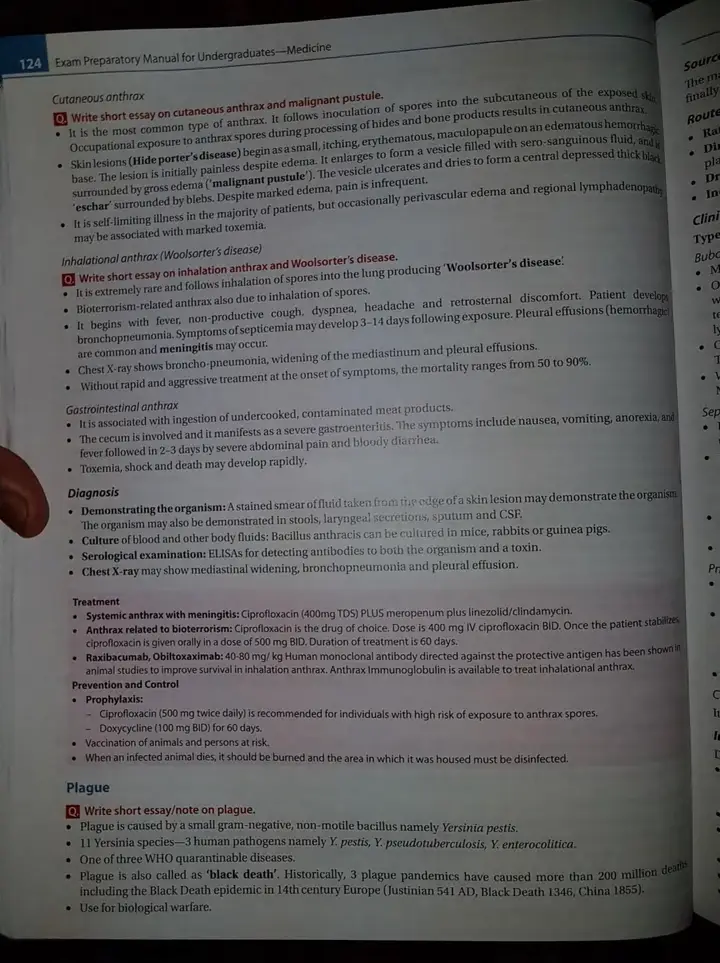 124 Exam Preparatory Manual for Undergraduates—Medicine
Cutaneous anthrax
Q. Write short essay on cutaneous anthrax and malignant pustule.
• It is the most common type of anthrax. It follows inoculation of spores into the subcutaneous of the exposed skin.
Occupational exposure to anthrax spores during processing of hides and bone products results in cutaneous anthrax.
• Skin lesions (Hide porter's disease) begin as a small, itching, erythematous, maculopapule on an edematous hemorrhagic
base. The lesion is initially painless despite edema. It enlarges to form a vesicle filled with sero-sanguinous fluid, and is
surrounded by gross edema ('malignant pustule'). The vesicle ulcerates and dries to form a central depressed thick black
'eschar' surrounded by blebs. Despite marked edema, pain is infrequent.
• It is self-limiting illness in the majority of patients, but occasionally perivascular edema and regional lymphadenopathy
may be associated with marked toxemia.
Inhalational anthrax (Woolsorter's disease)
Q. Write short essay on inhalation anthrax and Woolsorter's disease.
• It is extremely rare and follows inhalation of spores into the lung producing 'Woolsorter's disease'.
• Bioterrorism-related anthrax also due to inhalation of spores.
• It begins with fever, non-productive cough, dyspnea, headache and retrosternal discomfort. Patient develops
bronchopneumonia. Symptoms of septicemia may develop 3–14 days following exposure. Pleural effusions (hemorrhagic)
are common and meningitis may occur.
• Chest X-ray shows broncho-pneumonia, widening of the mediastinum and pleural effusions.
• Without rapid and aggressive treatment at the onset of symptoms, the mortality ranges from 50 to 90%.
Gastrointestinal anthrax
• It is associated with ingestion of undercooked, contaminated meat products.
• The cecum is involved and it manifests as a severe gastroenteritis. The symptoms include nausea, vomiting, anorexia, and
fever followed in 2–3 days by severe abdominal pain and bloody diarrhea.
• Toxemia, shock and death may develop rapidly.
Diagnosis
• Demonstrating the organism: A stained smear of fluid taken from the edge of a skin lesion may demonstrate the organism.
The organism may also be demonstrated in stools, laryngeal secretions, sputum and CSF.
• Culture of blood and other body fluids: Bacillus anthracis can be cultured in mice, rabbits or guinea pigs.
• Serological examination: ELISAs for detecting antibodies to both the organism and a toxin.
• Chest X-ray may show mediastinal widening, bronchopneumonia and pleural effusion.
Treatment
• Systemic anthrax with meningitis: Ciprofloxacin (400mg TDS) PLUS meropenum plus linezolid/clindamycin.
• Anthrax related to bioterrorism: Ciprofloxacin is the drug of choice. Dose is 400 mg IV ciprofloxacin BID. Once the patient stabilizes
ciprofloxacin is given orally in a dose of 500 mg BID. Duration of treatment is 60 days.
• Raxibacumab, Obiltoxaximab: 40-80 mg/ kg Human monoclonal antibody directed against the protective antigen has been shown in
animal studies to improve survival in inhalation anthrax. Anthrax Immunoglobulin is available to treat inhalational anthrax.
Prevention and Control
• Prophylaxis:
– Ciprofloxacin (500 mg twice daily) is recommended for individuals with high risk of exposure to anthrax spores.
– Doxycycline (100 mg BID) for 60 days.
• Vaccination of animals and persons at risk.
• When an infected animal dies, it should be burned and the area in which it was housed must be disinfected.
Plague
Q. Write short essay/note on plague.
• Plague is caused by a small gram-negative, non-motile bacillus namely Yersinia pestis.
• 11 Yersinia species—3 human pathogens namely Y. pestis, Y. pseudotuberculosis, Y. enterocolitica.
• One of three WHO quarantinable diseases.
• Plague is also called as 'black death'. Historically, 3 plague pandemics have caused more than 200 million deaths
including the Black Death epidemic in 14th century Europe (Justinian 541 AD, Black Death 1346, China 1855).
• Use for biological warfare.
Source
The
finally
Route
Clini
Type